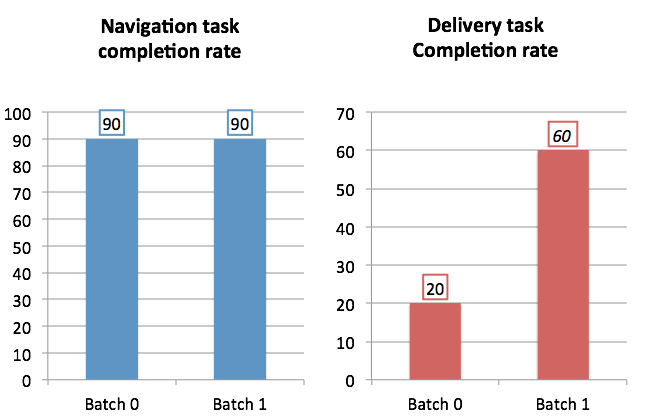 Navigation task
completion rate
100
90
80
70
60
50
40
30
20
10
0
90
90
Batch 0
Batch 1
Delivery task
Completion rate
70
60
50
40
30
20
10
0
20
60
Batch 0
Batch 1